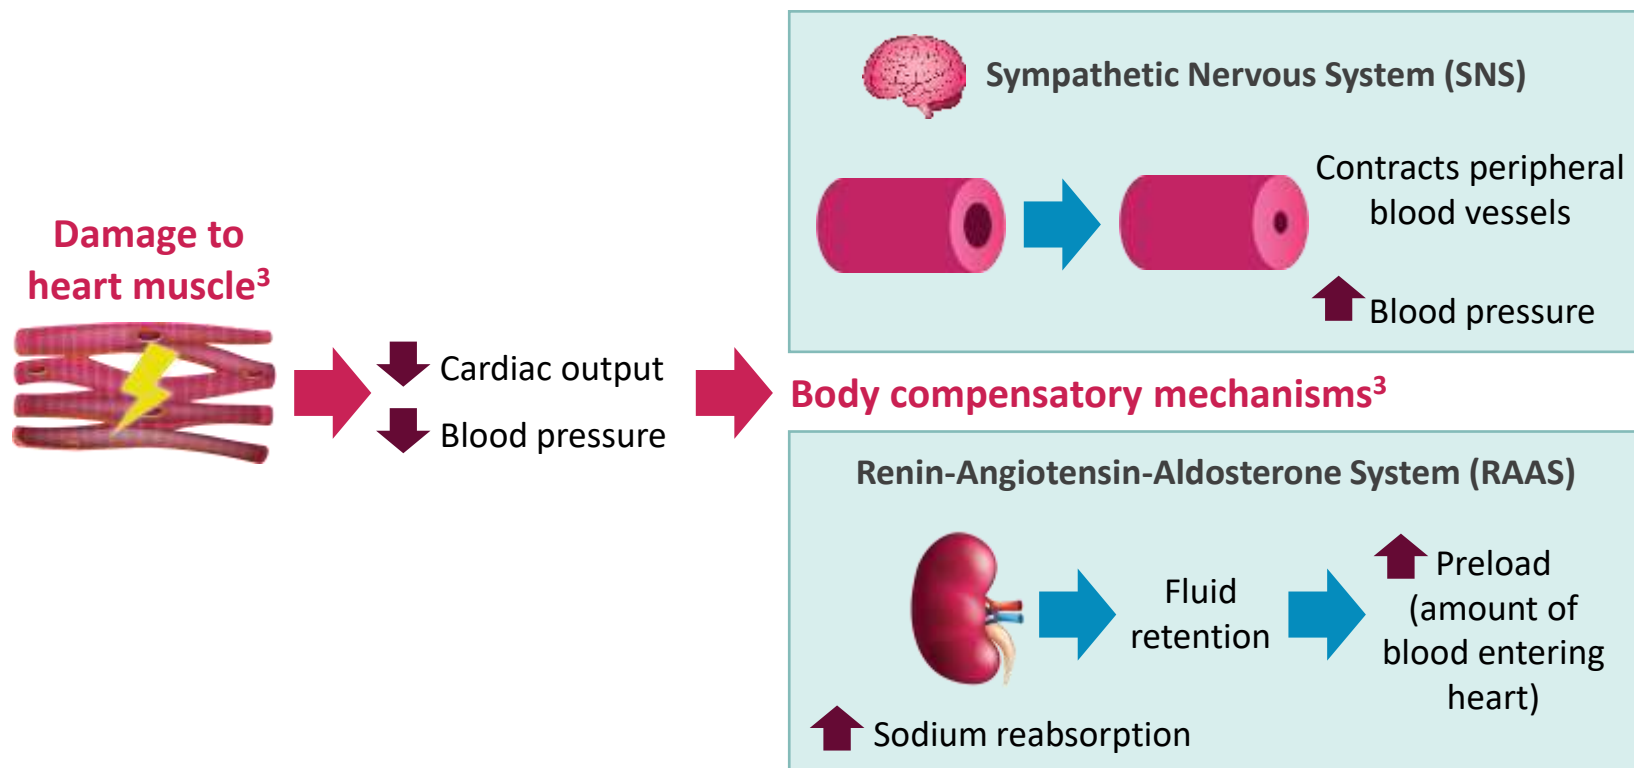 Damage to
heart muscle³
Cardiac output
Blood pressure
Sympathetic Nervous System (SNS)
Contracts peripheral
blood vessels
Blood pressure
Body compensatory mechanisms³
Renin-Angiotensin-Aldosterone System (RAAS)
Fluid
retention
Preload
(amount of
blood entering
heart)
Sodium reabsorption